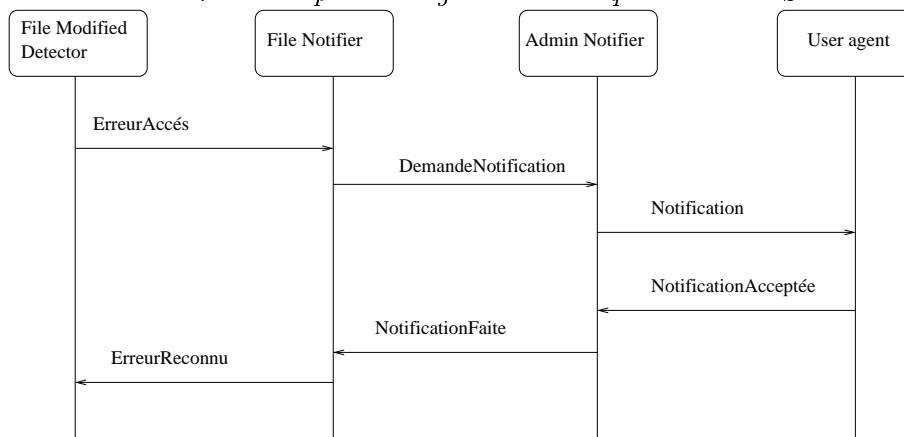 File Modified
Detector
File Notifier
Admin Notifier
User agent
ErreurAccés
DemandeNotification
Notification
NotificationAcceptée
NotificationFaite
ErreurReconnu